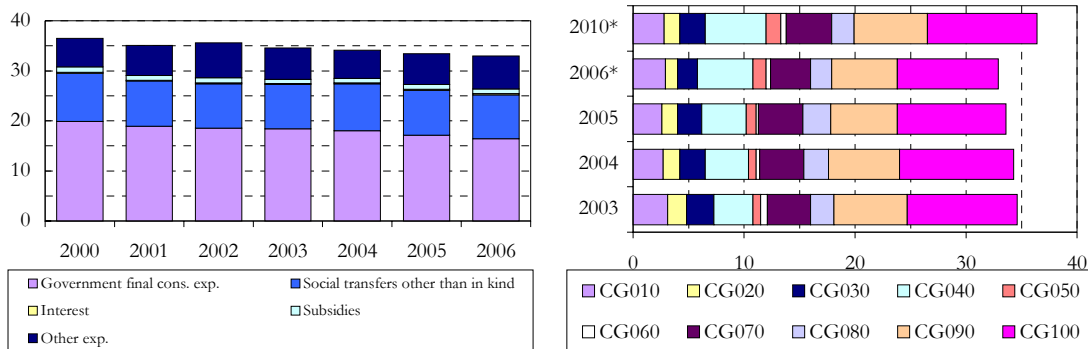 40
30
20
10
0
2000 2001 2002 2003 2004 2005 2006
Government final cons. exp. Social transfers other than in kind
Interest Subsidies
Other exp.
2010*
2006*
2005
2004
2003
0 10 20 30 40
CG010 CG020 CG030 CG040 CG050
CG060 CG070 CG080 CG090 CG100